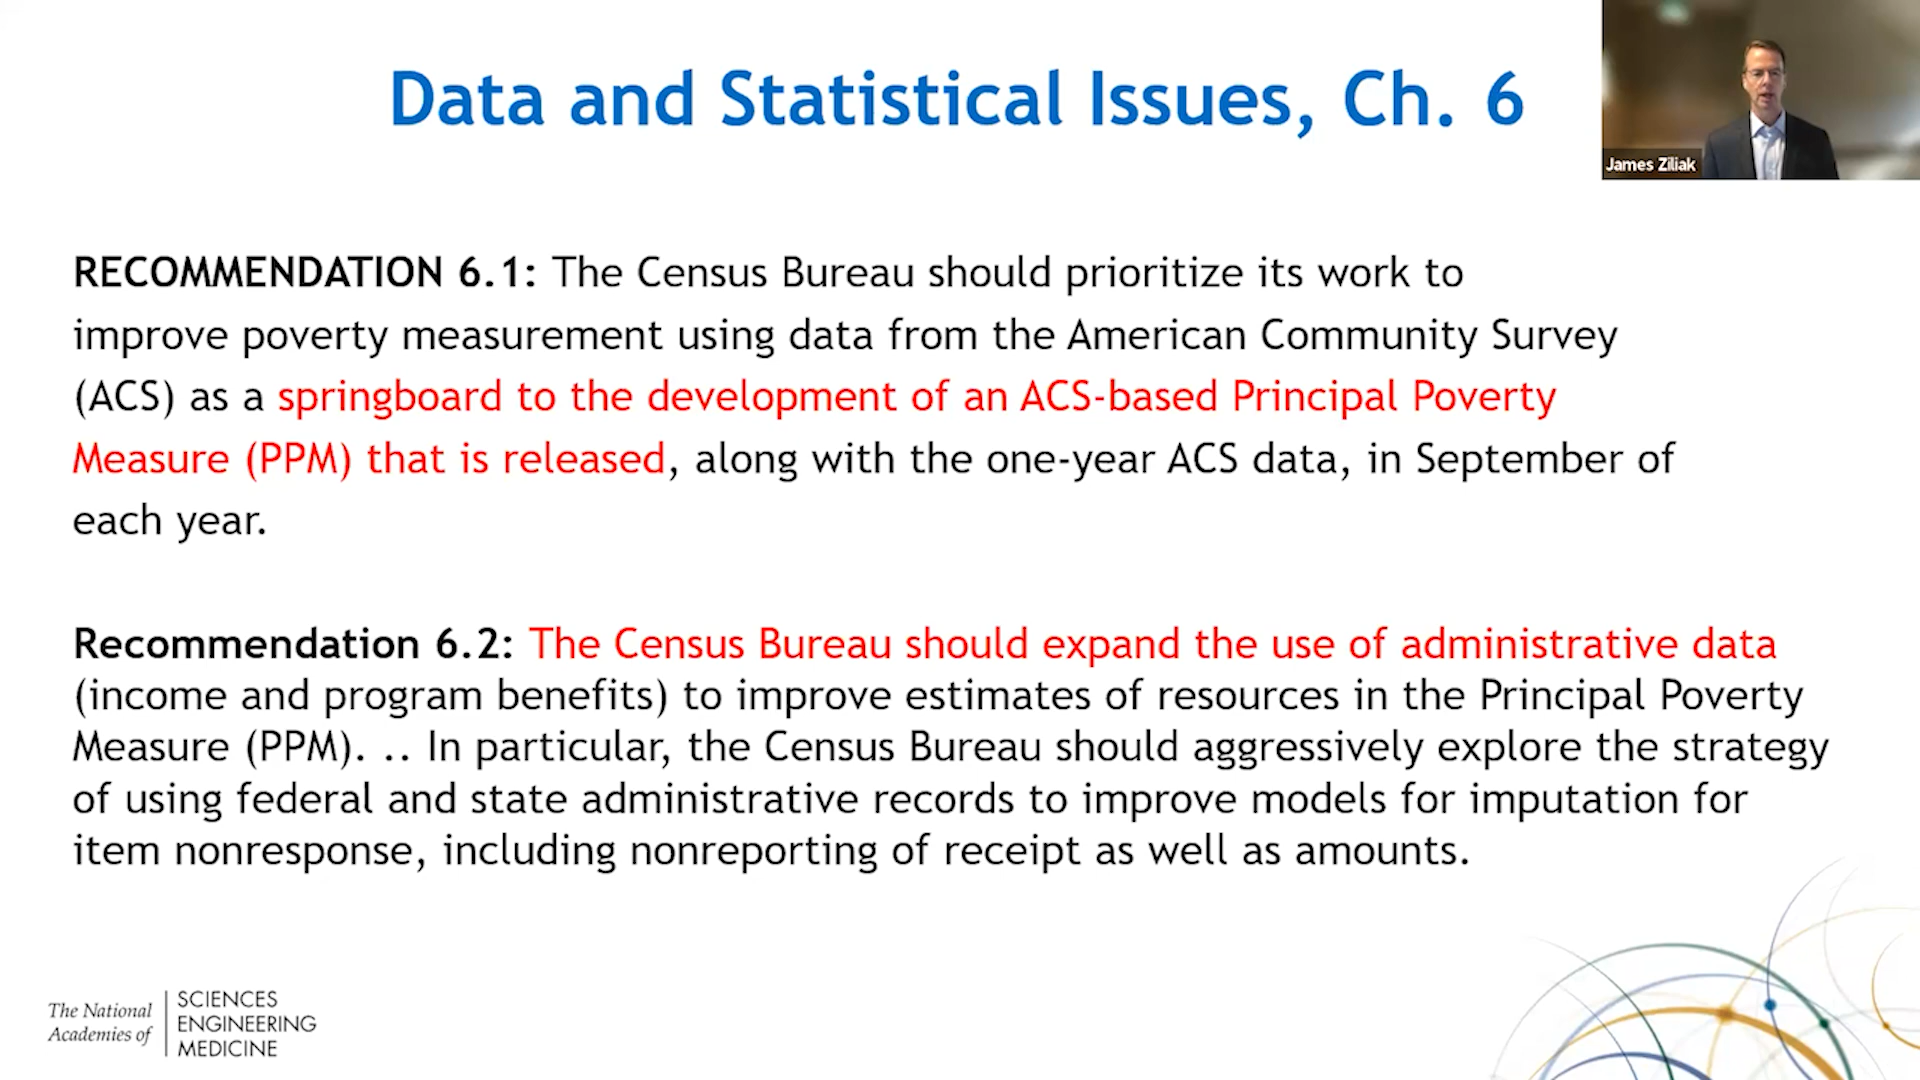 Data and Statistical Issues, Ch. 6
James Ziliak
RECOMMENDATION 6.1: The Census Bureau should prioritize its work to
improve poverty measurement using data from the American Community Survey
(ACS) as a springboard to the development of an ACS-based Principal Poverty
Measure (PPM) that is released, along with the one-year ACS data, in September of
each year.
Recommendation 6.2: The Census Bureau should expand the use of administrative data
(income and program benefits) to improve estimates of resources in the Principal Poverty
Measure (PPM). .. In particular, the Census Bureau should aggressively explore the strategy
of using federal and state administrative records to improve models for imputation for
item nonresponse, including nonreporting of receipt as well as amounts.
The National
Academies of
SCIENCES
ENGINEERING
MEDICINE